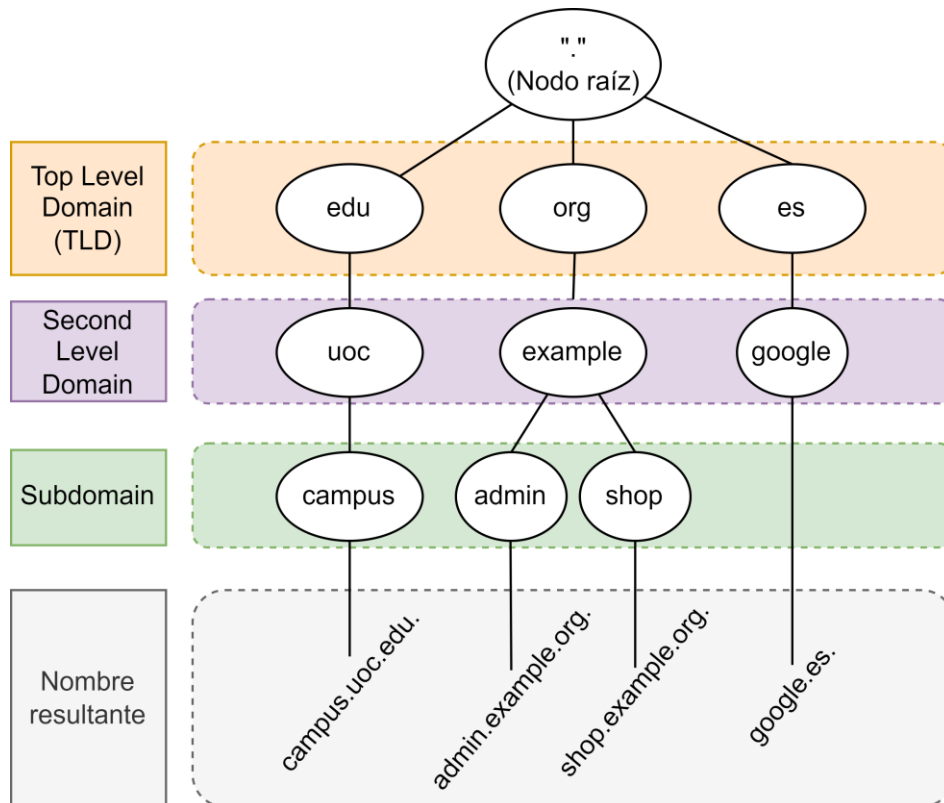 "."
(Nodo raíz)
Top Level
Domain
(TLD)
edu
org
es
Second
Level
Domain
uoc
example
google
Subdomain
campus
admin
shop
Nombre
resultante
campus.uoc.edu.
admin.example.org.
shop.example.org.
google.es.